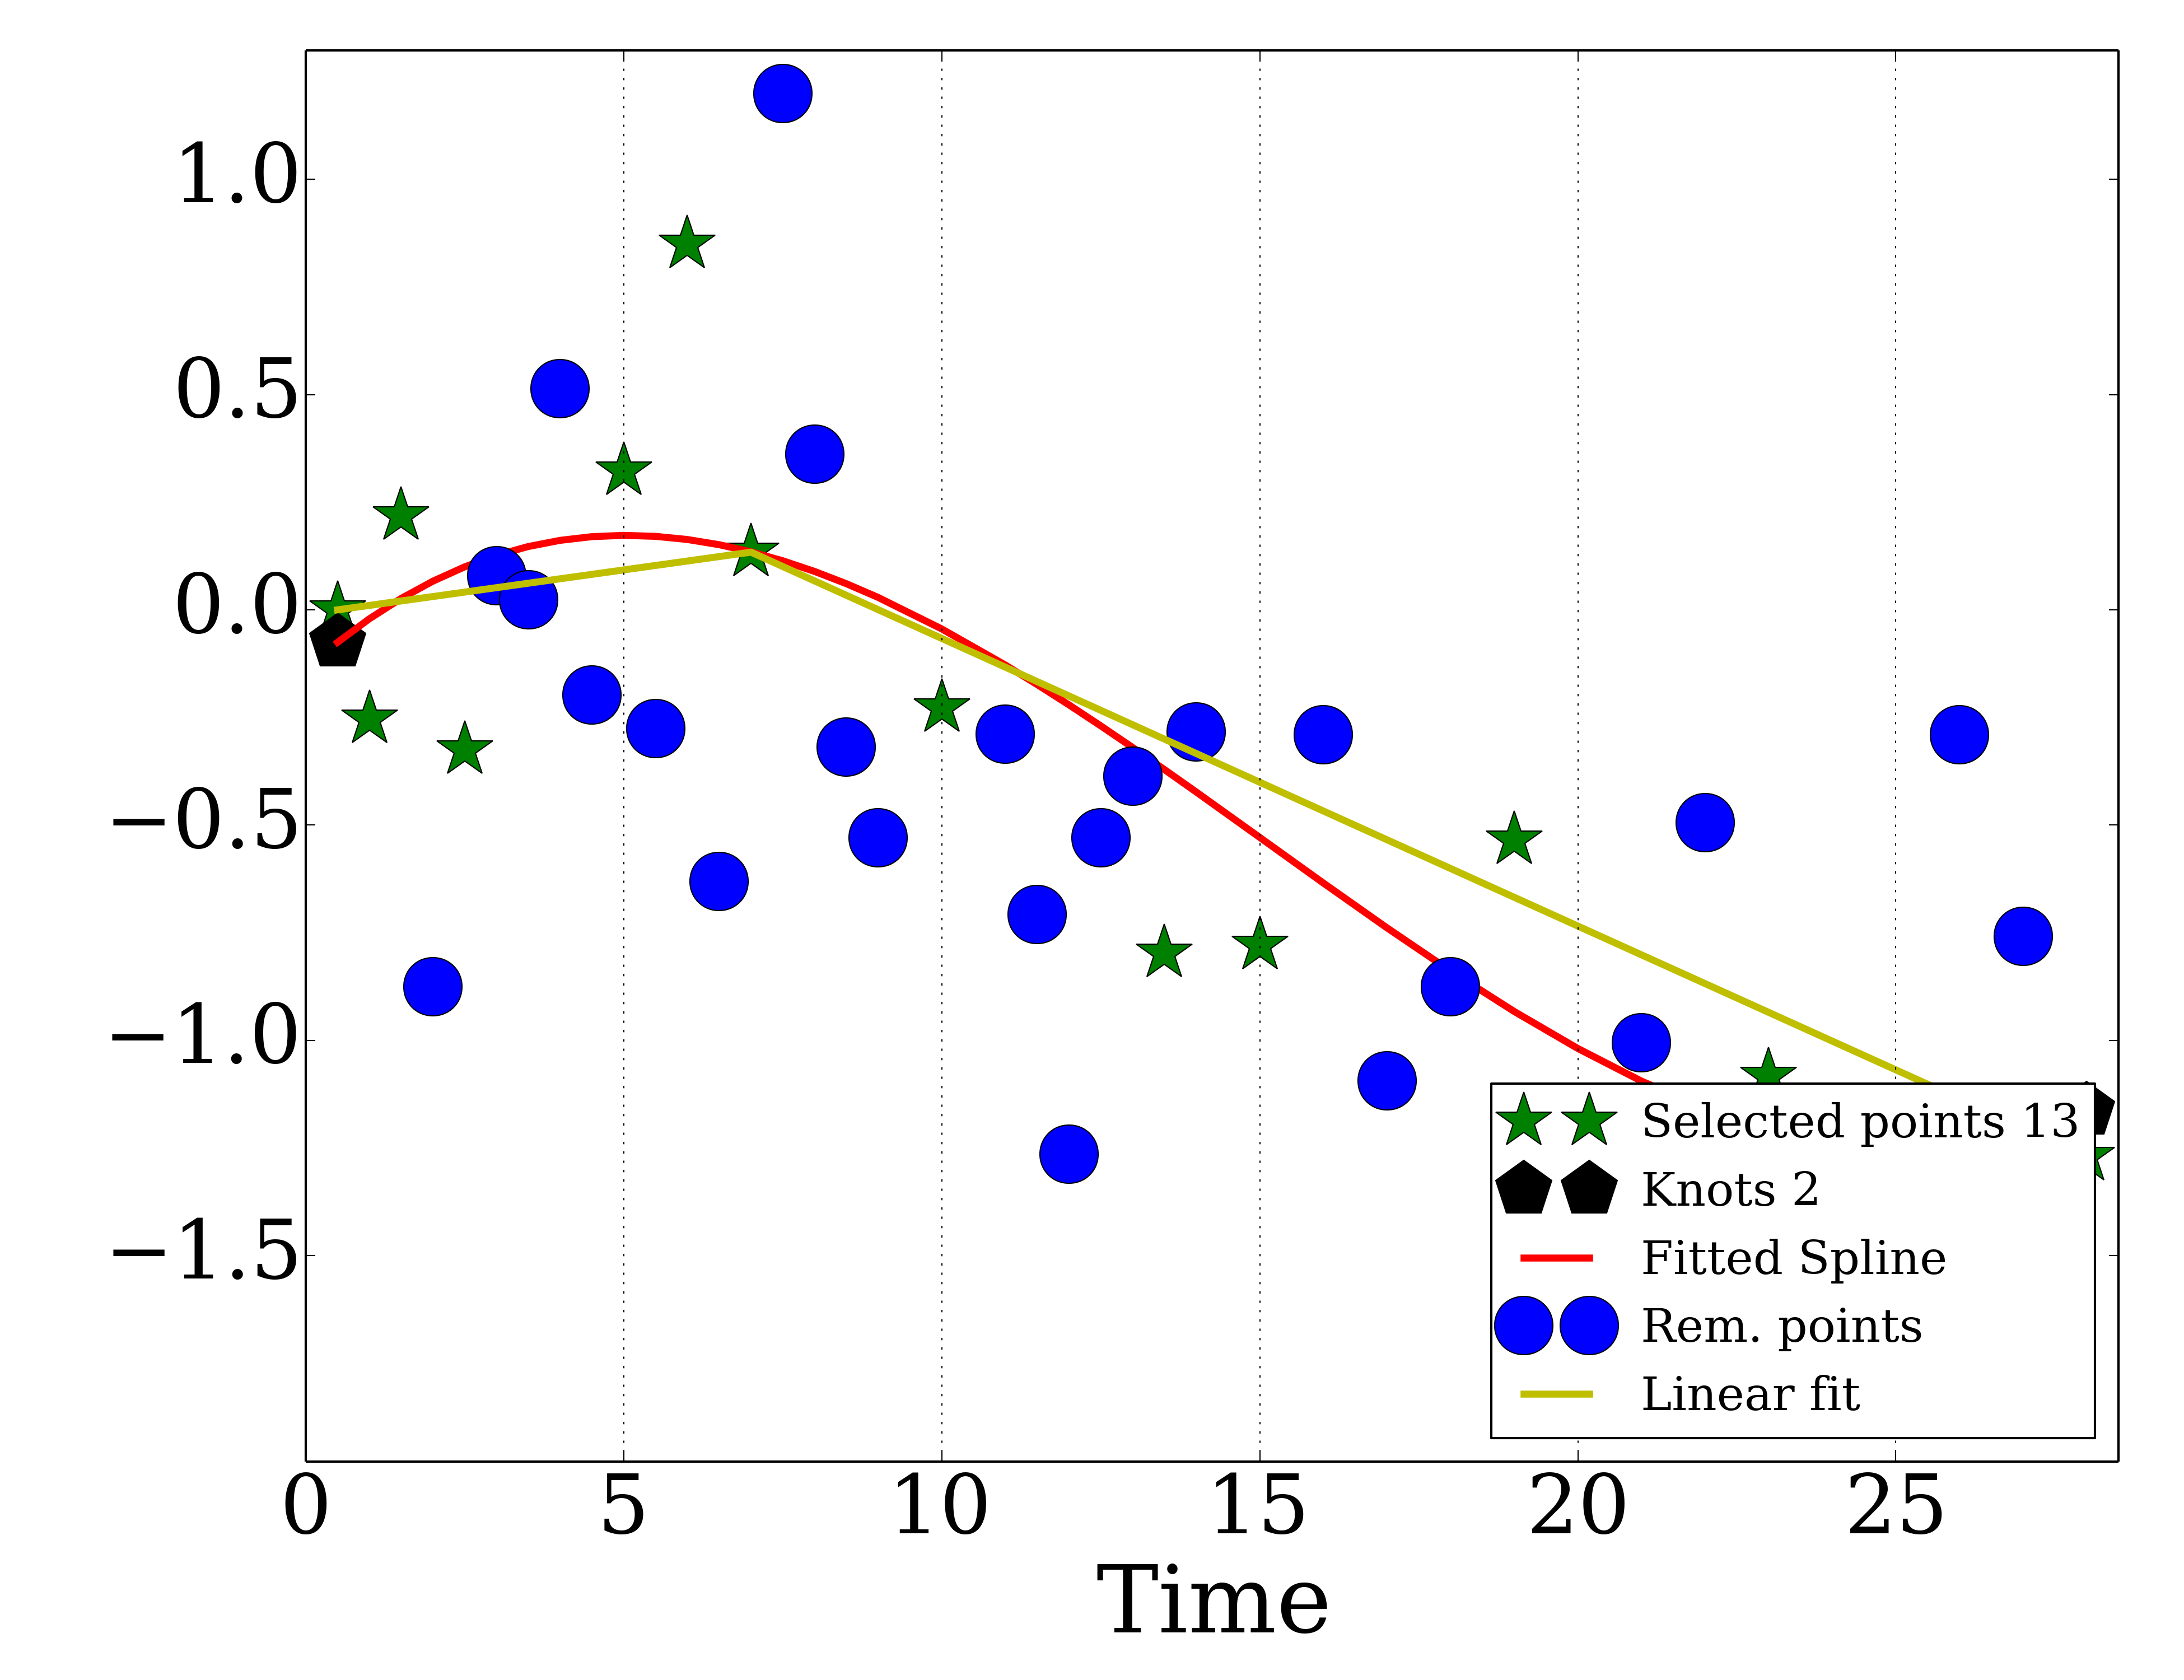 1.0
0.5
0.0
−0.5
−1.0
−1.5
Selected points 13
Knots 2
Fitted Spline
Rem. points
Linear fit
0 5 10 15 20 25
Time